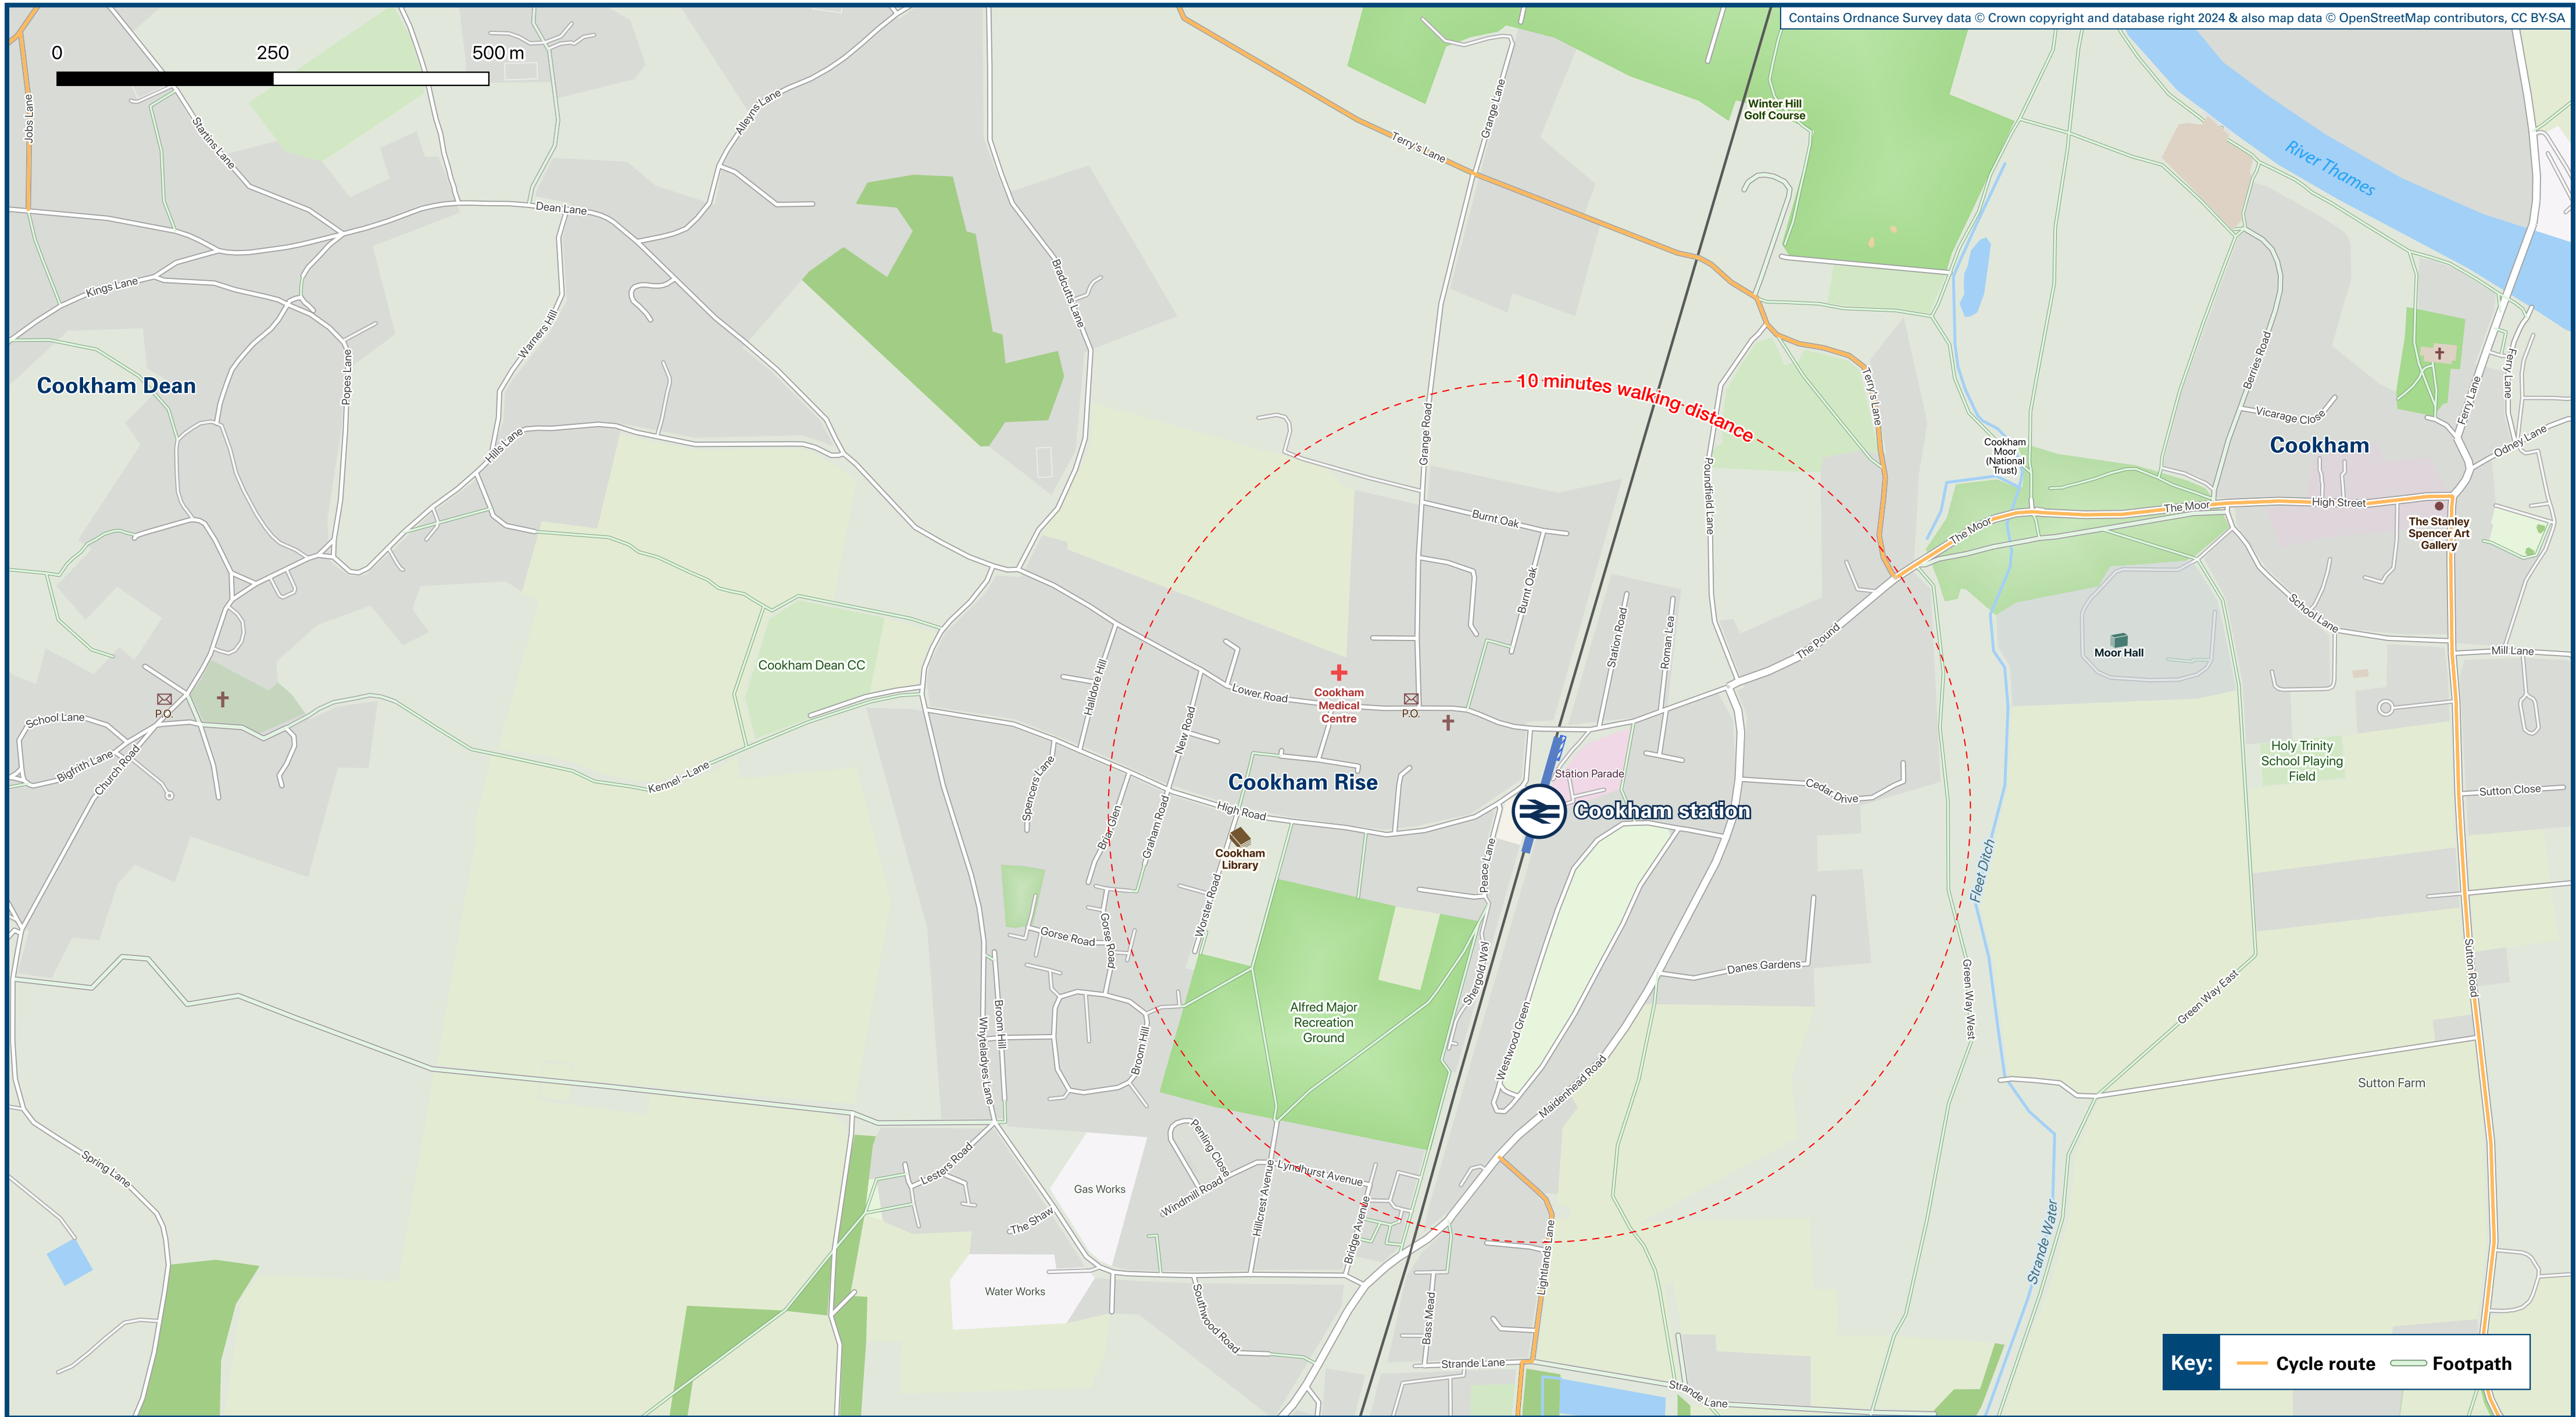 Contains Ordnance Survey data © Crown copyright and database right 2024 & also map data © OpenStreetMap contributors, CC BY-SA
0 250 500 m
Jobs Lane
Startins Lane
Alleyns Lane
Dean Lane
Kings Lane
Popes Lane
Warners Hill
Hills Lane
Bradcutts Lane
Cookham Dean
Terry's Lane
Grange Lane
Winter Hill
Golf Course
River Thames
10 minutes walking distance
Grange Road
Poundfield Lane
Terry's Lane
Burnt Oak
Burnt Oak
Cookham
Moor
(National
Trust)
Berries Road
Vicarage Close
Cookham
Ferry Lane
Ferry Lane
Odney Lane
The Moor
The Moor
High Street
The Stanley
Spencer Art
Gallery
School Lane
Moor Hall
Mill Lane
The Pound
Station Road
Roman Lea
Cookham Dean CC
Halldore Hill
Lower Road
New Road
Cookham
Medical
Centre
P.O.
P.O.
School Lane
Bigfrith Lane
Church Road
Kennel ~Lane
Spencers Lane
Cookham Rise
High Road
Briar Glen
Graham Road
Cookham
Library
Worster Road
Station Parade
Cookham station
Cedar Drive
Peace Lane
Holy Trinity
School Playing
Field
Sutton Close
Fleet Ditch
Gorse Road
Gorse Road
Shergold Way
Danes Gardens
Alfred Major
Recreation
Ground
Westwood Green
Green Way West
Green Way East
Sutton Road
Broom Hill
Whyteladyes Lane
Broom Hill
Maidenhead Road
Sutton Farm
Spring Lane
Lesters Road
The Shaw
Gas Works
Penling Close
Windmill Road
Lyndhurst Avenue
Hillcrest Avenue
Bridge Avenue
Lightlands Lane
Strande Water
Water Works
Southwood Road
Bass Mead
Strande Lane
Strande Lane
Key: Cycle route Footpath